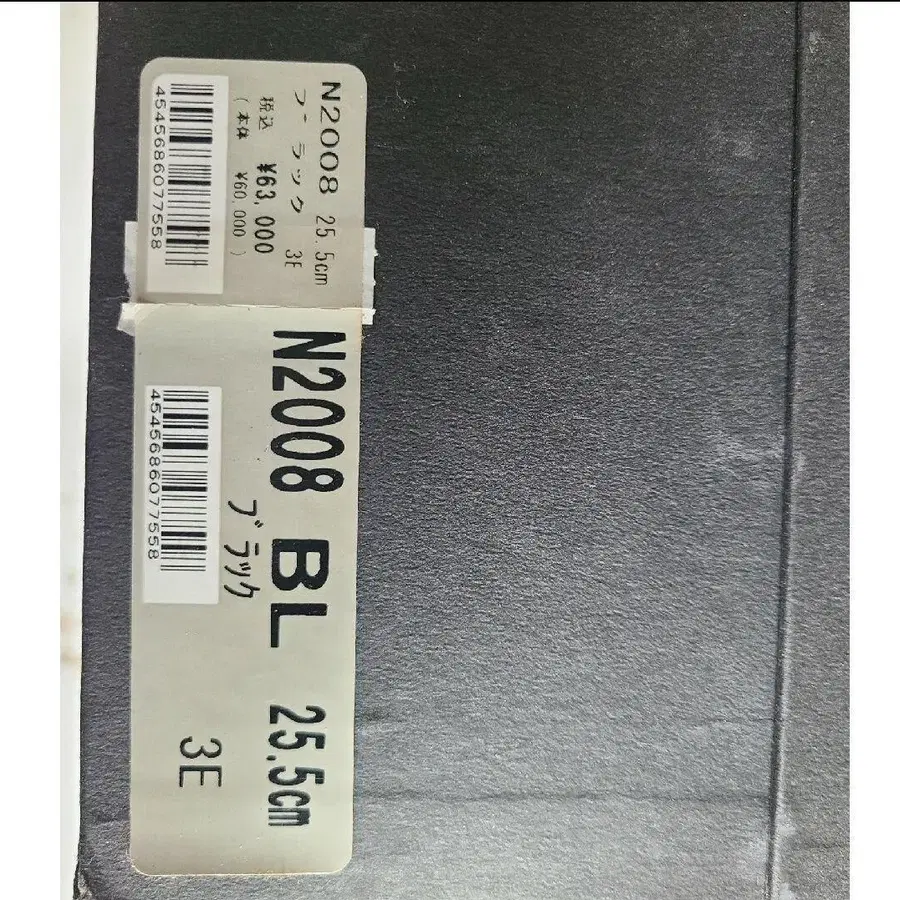 N2008 25.5cm
ブラック 3E
税込 ¥63,000
(本体 ¥60,000)
4545686077558
N2008 BL 25.5cm
ブラック
3E
4545686077558